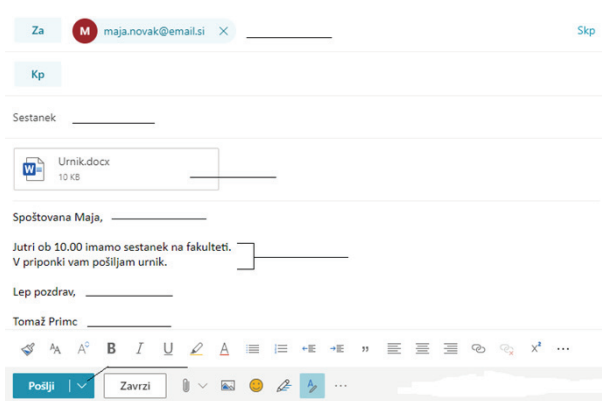 Za M maja.novak@email.si Skp
Kp
Sestanek
Urnik.docx
10 KB
Spoštovana Maja,
Jutri ob 10.00 imamo sestanek na fakulteti.
V priponki vam pošiljam urnik.
Lep pozdrav,
Tomaž Primc
Pošlji Zavrzi